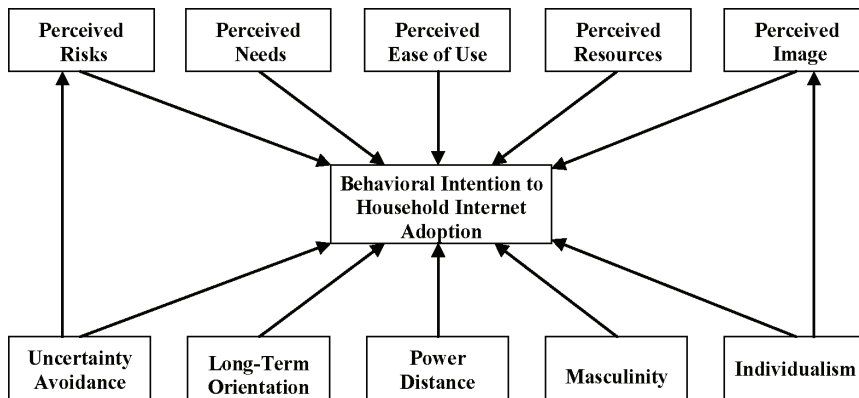 Perceived
Risks
Perceived
Needs
Perceived
Ease of Use
Perceived
Resources
Perceived
Image
Behavioral Intention to
Household Internet
Adoption
Uncertainty
Avoidance
Long-Term
Orientation
Power
Distance
Masculinity
Individualism